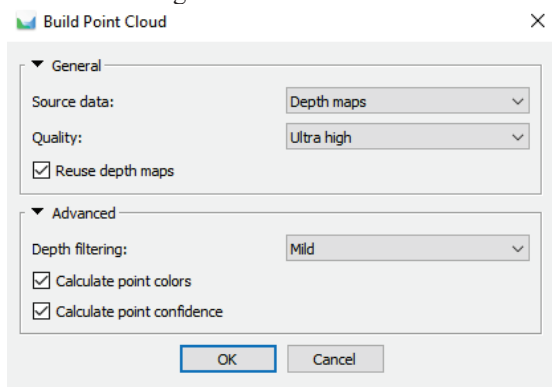 Build Point Cloud
General
Source data: Depth maps
Quality: Ultra high
Reuse depth maps
Advanced
Depth filtering: Mild
Calculate point colors
Calculate point confidence
OK Cancel